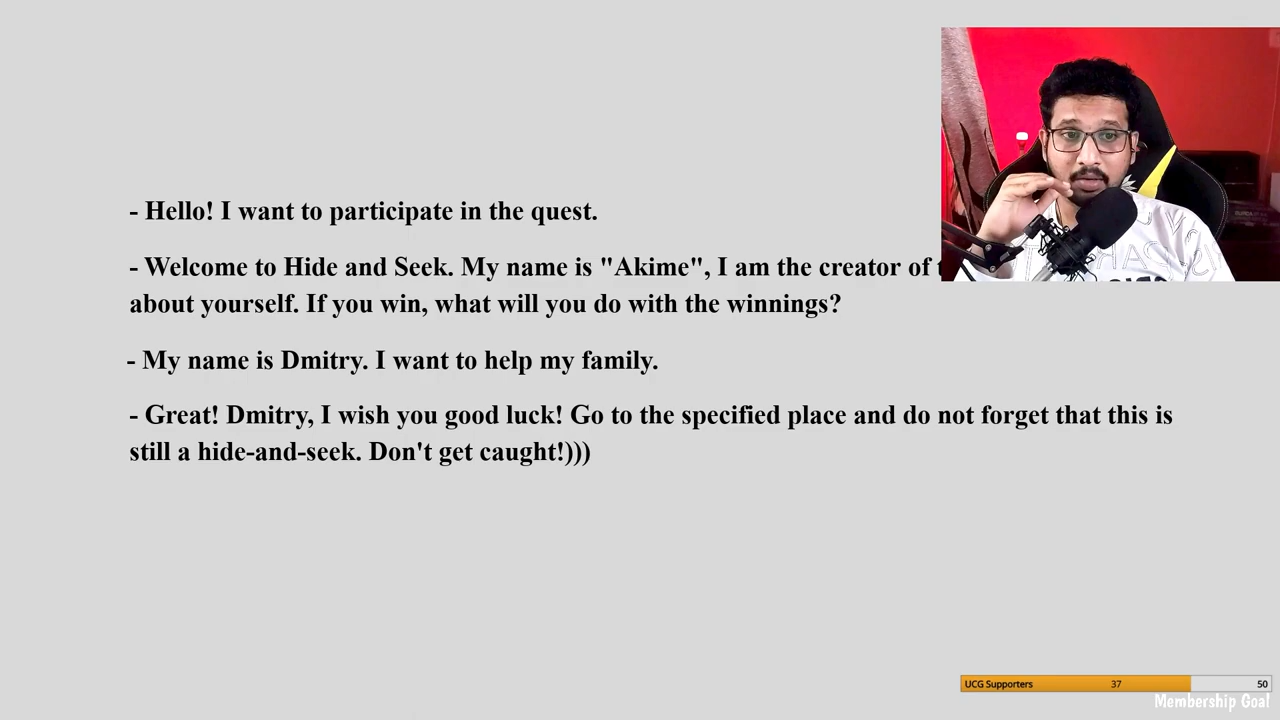 - Hello! I want to participate in the quest.
- Welcome to Hide and Seek. My name is "Akime", I am the creator of
about yourself. If you win, what will you do with the winnings?
- My name is Dmitry. I want to help my family.
- Great! Dmitry, I wish you good luck! Go to the specified place and do not forget that this is
still a hide-and-seek. Don't get caught!)))
UCG Supporters 37 50
Membership Goal